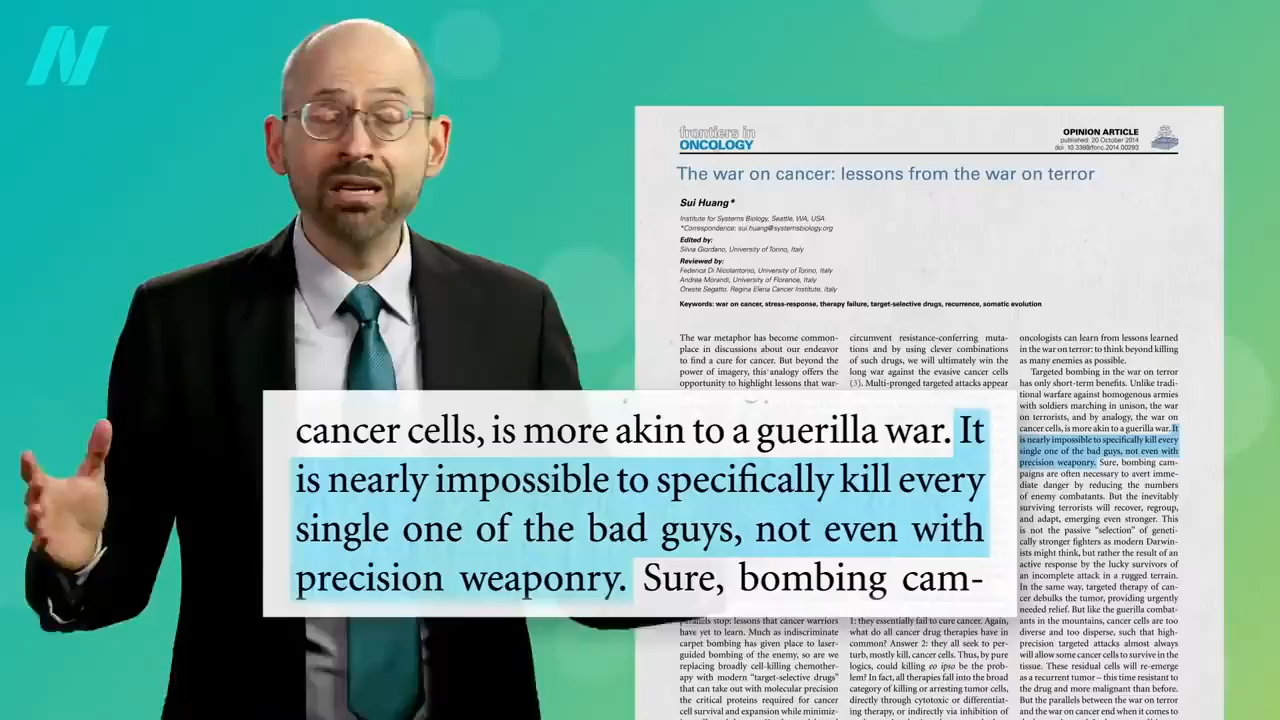 frontiers in
ONCOLOGY
OPINION ARTICLE
published: 20 October 2014
doi: 10.3389/fonc.2014.00293
The war on cancer: lessons from the war on terror
Sui Huang*
Institute for Systems Biology, Seattle, WA, USA
*Correspondence: sui.huang@systemsbiology.org
Edited by:
Silvia Giordano, University of Torino, Italy
Reviewed by:
Federica Di Nicolantonio, University of Torino, Italy
Andrea Morandi, University of Florence, Italy
Oreste Segatto, Regina Elena Cancer Institute, Italy
Keywords: war on cancer, stress-response, therapy failure, target-selective drugs, recurrence, somatic evolution
The war metaphor has become common-
place in discussions about our endeavor
to find a cure for cancer. But beyond the
power of imagery, this analogy offers the
opportunity to highlight lessons that war-
circumvent resistance-conferring muta-
tions and by using clever combinations
of such drugs, we will ultimately win the
long war against the evasive cancer cells
(3). Multi-pronged targeted attacks appear
oncologists can learn from lessons learned
in the war on terror: to think beyond killing
as many enemies as possible.
Targeted bombing in the war on terror
has only short-term benefits. Unlike tradi-
tional warfare against homogenous armies
with soldiers marching in unison, the war
on terrorists, and by analogy, the war on
cancer cells, is more akin to a guerilla war. It
is nearly impossible to specifically kill every
single one of the bad guys, not even with
precision weaponry. Sure, bombing cam-
paigns are often necessary to avert imme-
diate danger by reducing the numbers
of enemy combatants. But the inevitably
surviving terrorists will recover, regroup,
and adapt, emerging even stronger. This
is not the passive “selection” of geneti-
cally stronger fighters as modern Darwin-
ists might think, but rather the result of an
active response by the lucky survivors of
an incomplete attack in a rugged terrain.
In the same way, targeted therapy of can-
cer debulks the tumor, providing urgently
needed relief. But like the guerilla combat-
ants in the mountains, cancer cells are too
diverse and too disperse, such that high-
precision targeted attacks almost always
will allow some cancer cells to survive in the
tissue. These residual cells will re-emerge
as a recurrent tumor – this time resistant to
the drug and more malignant than before.
But the parallels between the war on terror
and the war on cancer end when it comes to
cancer cells, is more akin to a guerilla war. It
is nearly impossible to specifically kill every
single one of the bad guys, not even with
precision weaponry. Sure, bombing cam-
stop: lessons that cancer warriors
have yet to learn. Much as indiscriminate
carpet bombing has given place to laser-
guided bombing of the enemy, so are we
replacing broadly cell-killing chemother-
apy with modern “target-selective drugs”
that can take out with molecular precision
the critical proteins required for cancer
cell survival and expansion while minimiz-
1: they essentially fail to cure cancer. Again,
what do all cancer drug therapies have in
common? Answer 2: they all seek to per-
turb, mostly kill, cancer cells. Thus, by pure
logics, could killing eo ipso be the prob-
lem? In fact, all therapies fall into the broad
category of killing or arresting tumor cells,
directly through cytotoxic or differentiat-
ing therapy, or indirectly via inhibition of